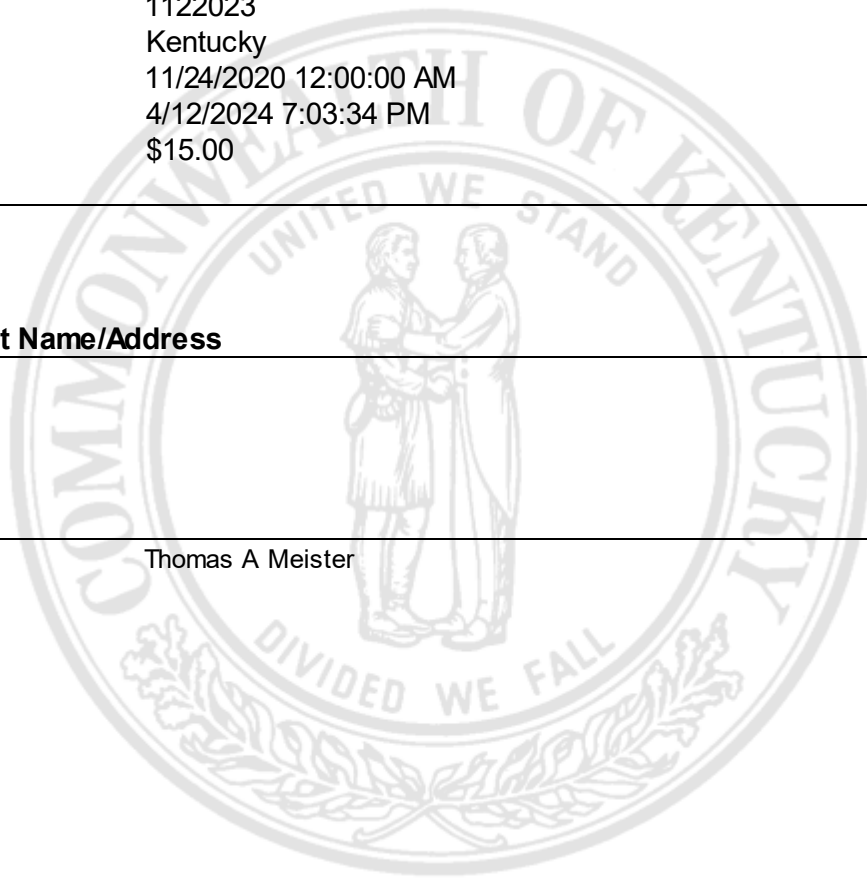 1122023
Kentucky
11/24/2020 12:00:00 AM
4/12/2024 7:03:34 PM
$15.00
COMMONWEALTH OF KENTUCKY
UNITED WE STAND
t Name/Address
Thomas A Meister
DIVIDED WE FALL